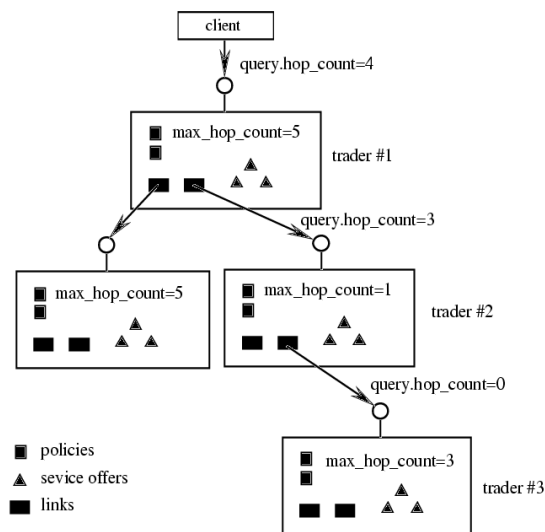 client
query.hop_count=4
max_hop_count=5
trader #1
query.hop_count=3
max_hop_count=5
max_hop_count=1
trader #2
query.hop_count=0
policies
max_hop_count=3
sevice offers
trader #3
links